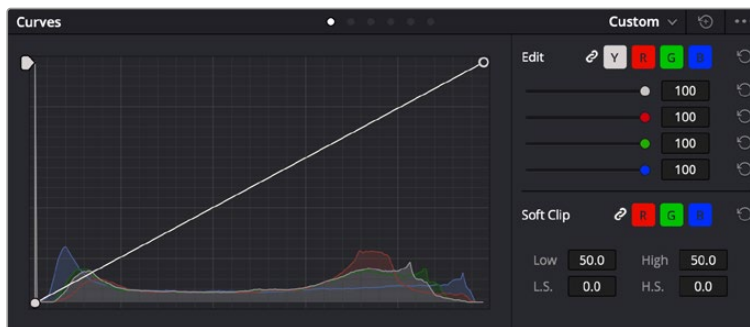 Curves
Custom
Edit Y R G B
100
100
100
100
Soft Clip R G B
Low 50.0 High 50.0
L.S. 0.0 H.S. 0.0